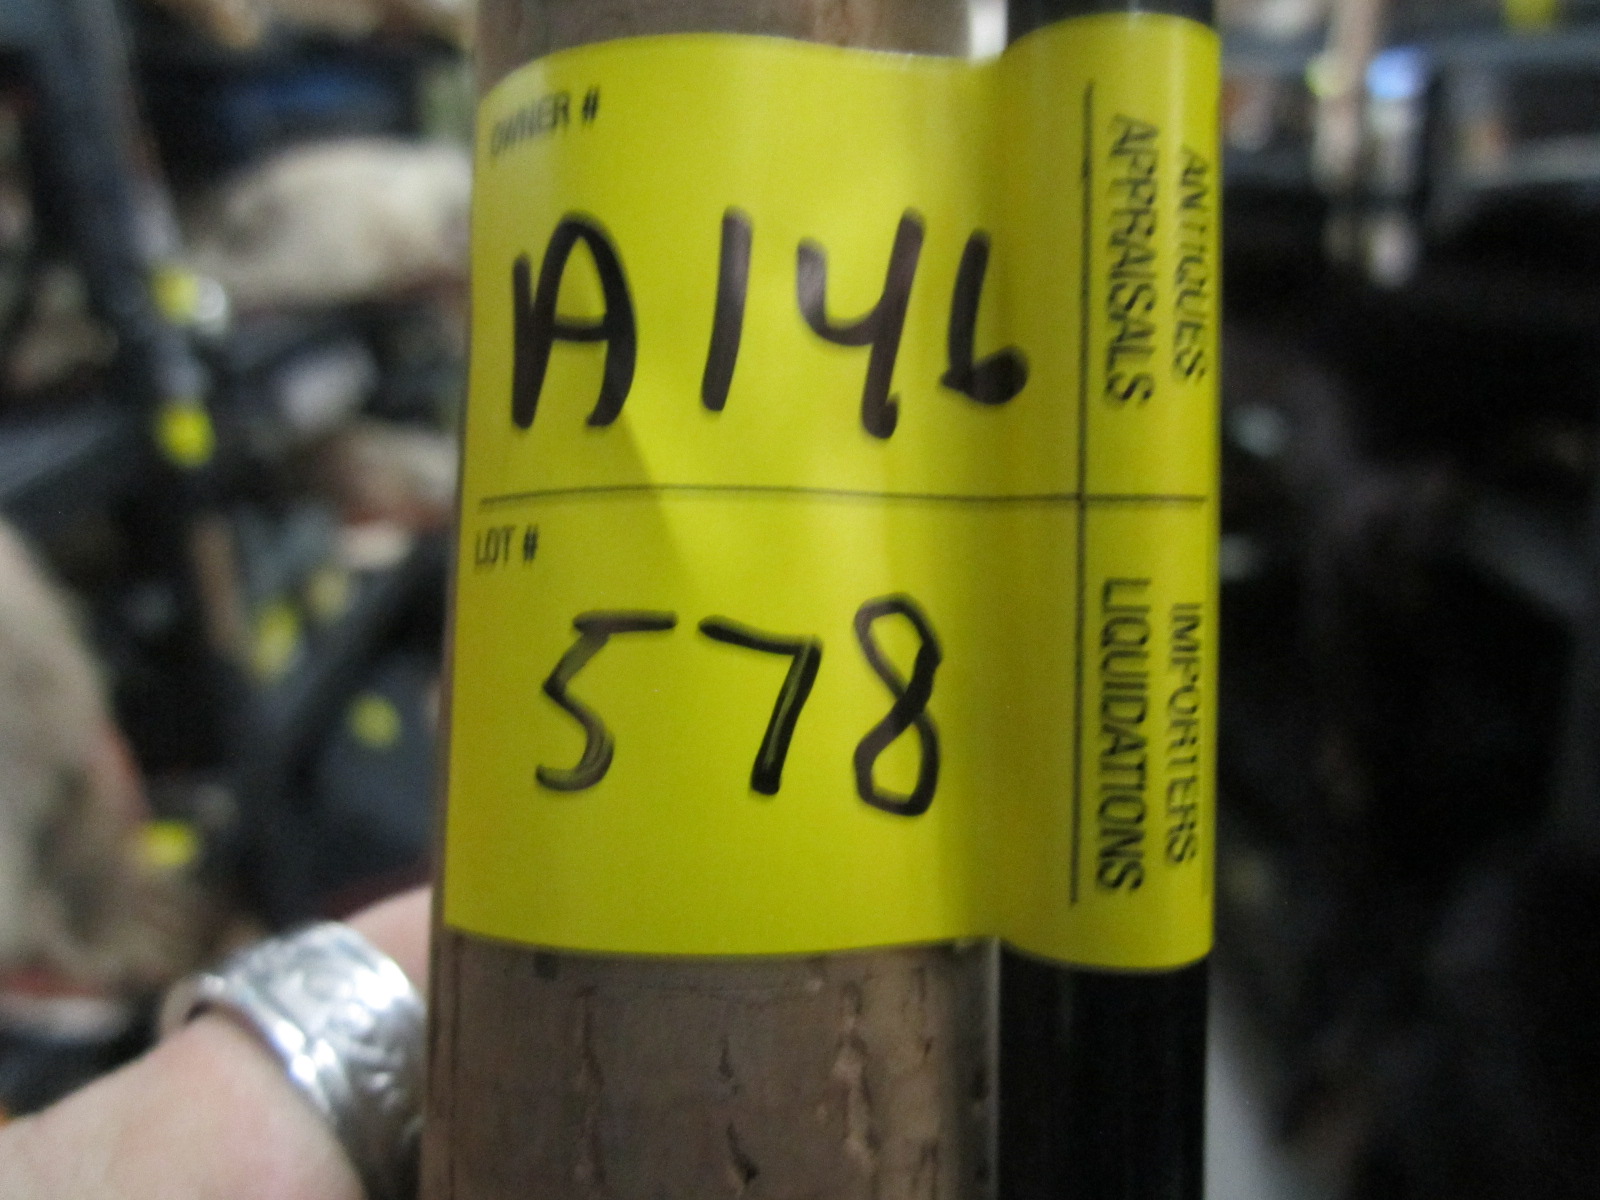 OWNER #
A146
LOT #
578
ANTIQUES
APPRAISALS
IMPORTERS
LIQUIDATIONS